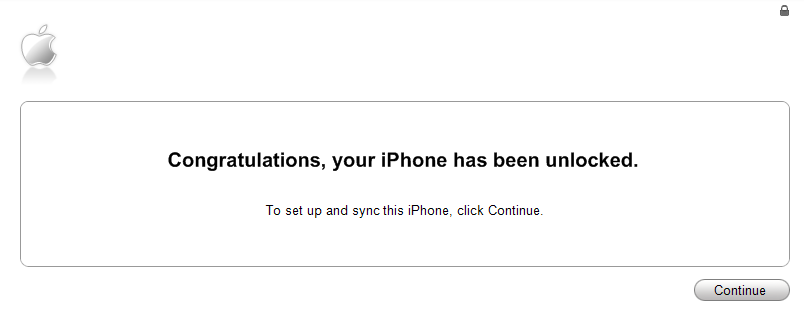 Congratulations, your iPhone has been unlocked.
To set up and sync this iPhone, click Continue.
Continue